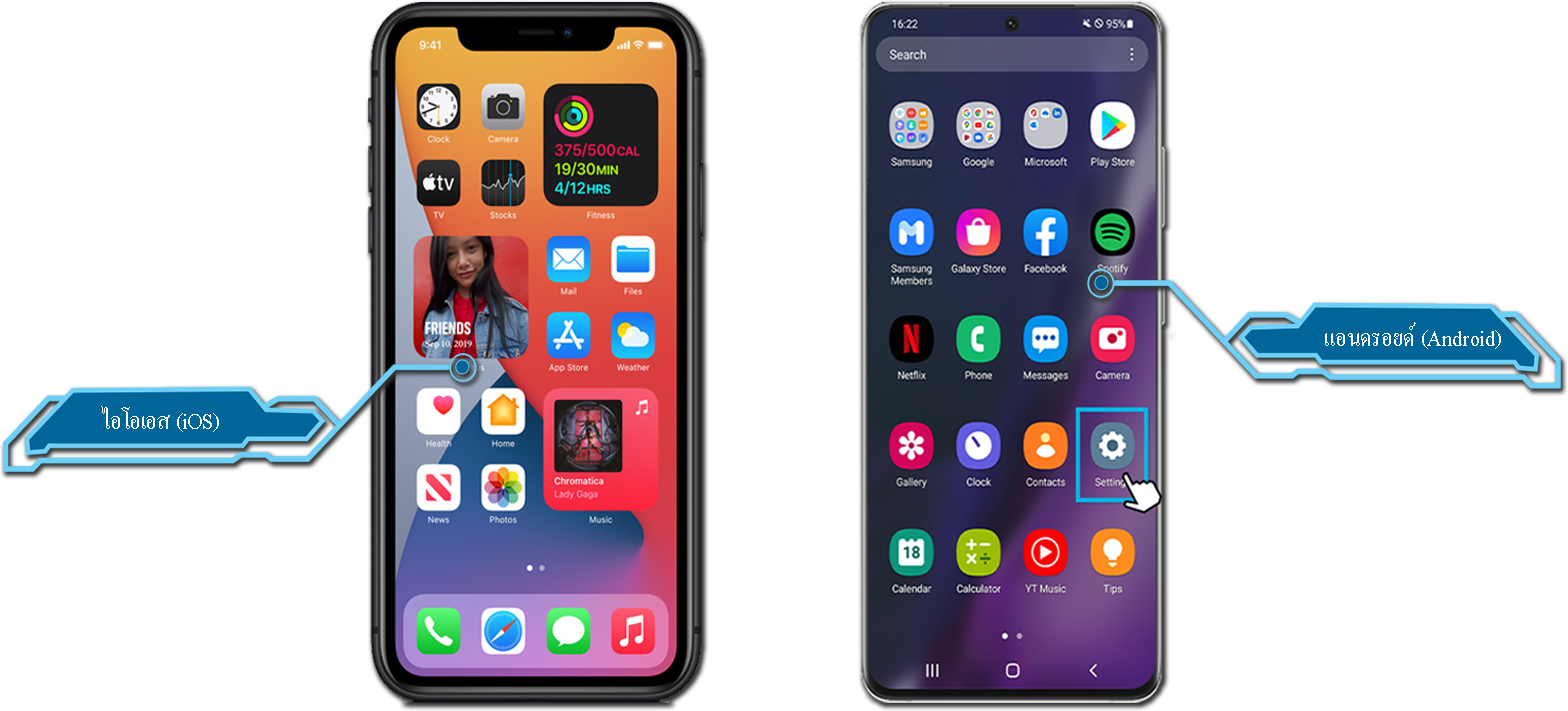 9:41
Clock
Camera
375/500CAL
19/30MIN
4/12HRS
tv
TV
Stocks
Fitness
FRIENDS
Sep 10, 2019
Mail
Files
App Store
Weather
Health
Home
Chromatica
Lady Gaga
News
Photos
Music
ไอโอเอส (iOS)
16:22
95%
Search
Samsung
Google
Microsoft
Play Store
Samsung Members
Galaxy Store
Facebook
Spotify
Netflix
Phone
Messages
Camera
Gallery
Clock
Contacts
Setting
18
Calendar
Calculator
YT Music
Tips
แอนดรอยด์ (Android)